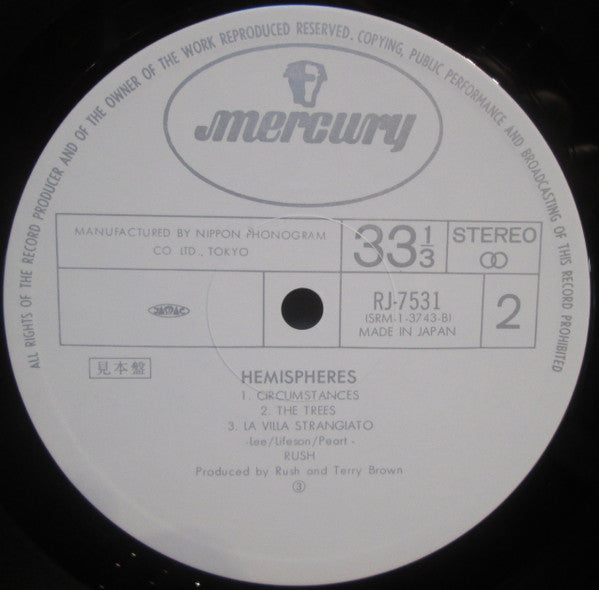 ALL RIGHTS OF THE RECORD PRODUCER AND OF THE OWNER OF THE WORK REPRODUCED RESERVED. COPYING, PUBLIC PERFORMANCE AND BROADCASTING OF THIS RECORD PROHIBITED
mercury
MANUFACTURED BY NIPPON PHONOGRAM
CO LTD., TOKYO
33 1/3
STEREO
JASRAC
RJ-7531
(SRM-1-3743-B)
MADE IN JAPAN
2
見本盤
HEMISPHERES
1. CIRCUMSTANCES
2. THE TREES
3. LA VILLA STRANGIATO
-Lee/Lifeson/Peart-
RUSH
Produced by Rush and Terry Brown
③